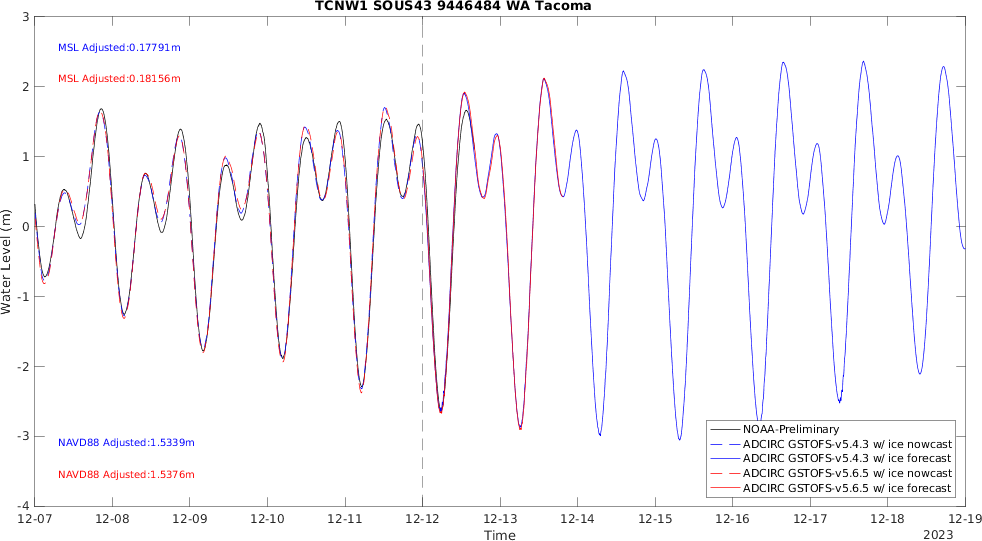 TCNW1 SOUS43 9446484 WA Tacoma
3
2
1
0
-1
-2
-3
-4
Water Level (m)
MSL Adjusted:0.17791m
MSL Adjusted:0.18156m
NAVD88 Adjusted:1.5339m
NAVD88 Adjusted:1.5376m
NOAA-Preliminary
ADCIRC GSTOFS-v5.4.3 w/ ice nowcast
ADCIRC GSTOFS-v5.4.3 w/ ice forecast
ADCIRC GSTOFS-v5.6.5 w/ ice nowcast
ADCIRC GSTOFS-v5.6.5 w/ ice forecast
12-07 12-08 12-09 12-10 12-11 12-12 12-13 12-14 12-15 12-16 12-17 12-18 12-19
Time
2023